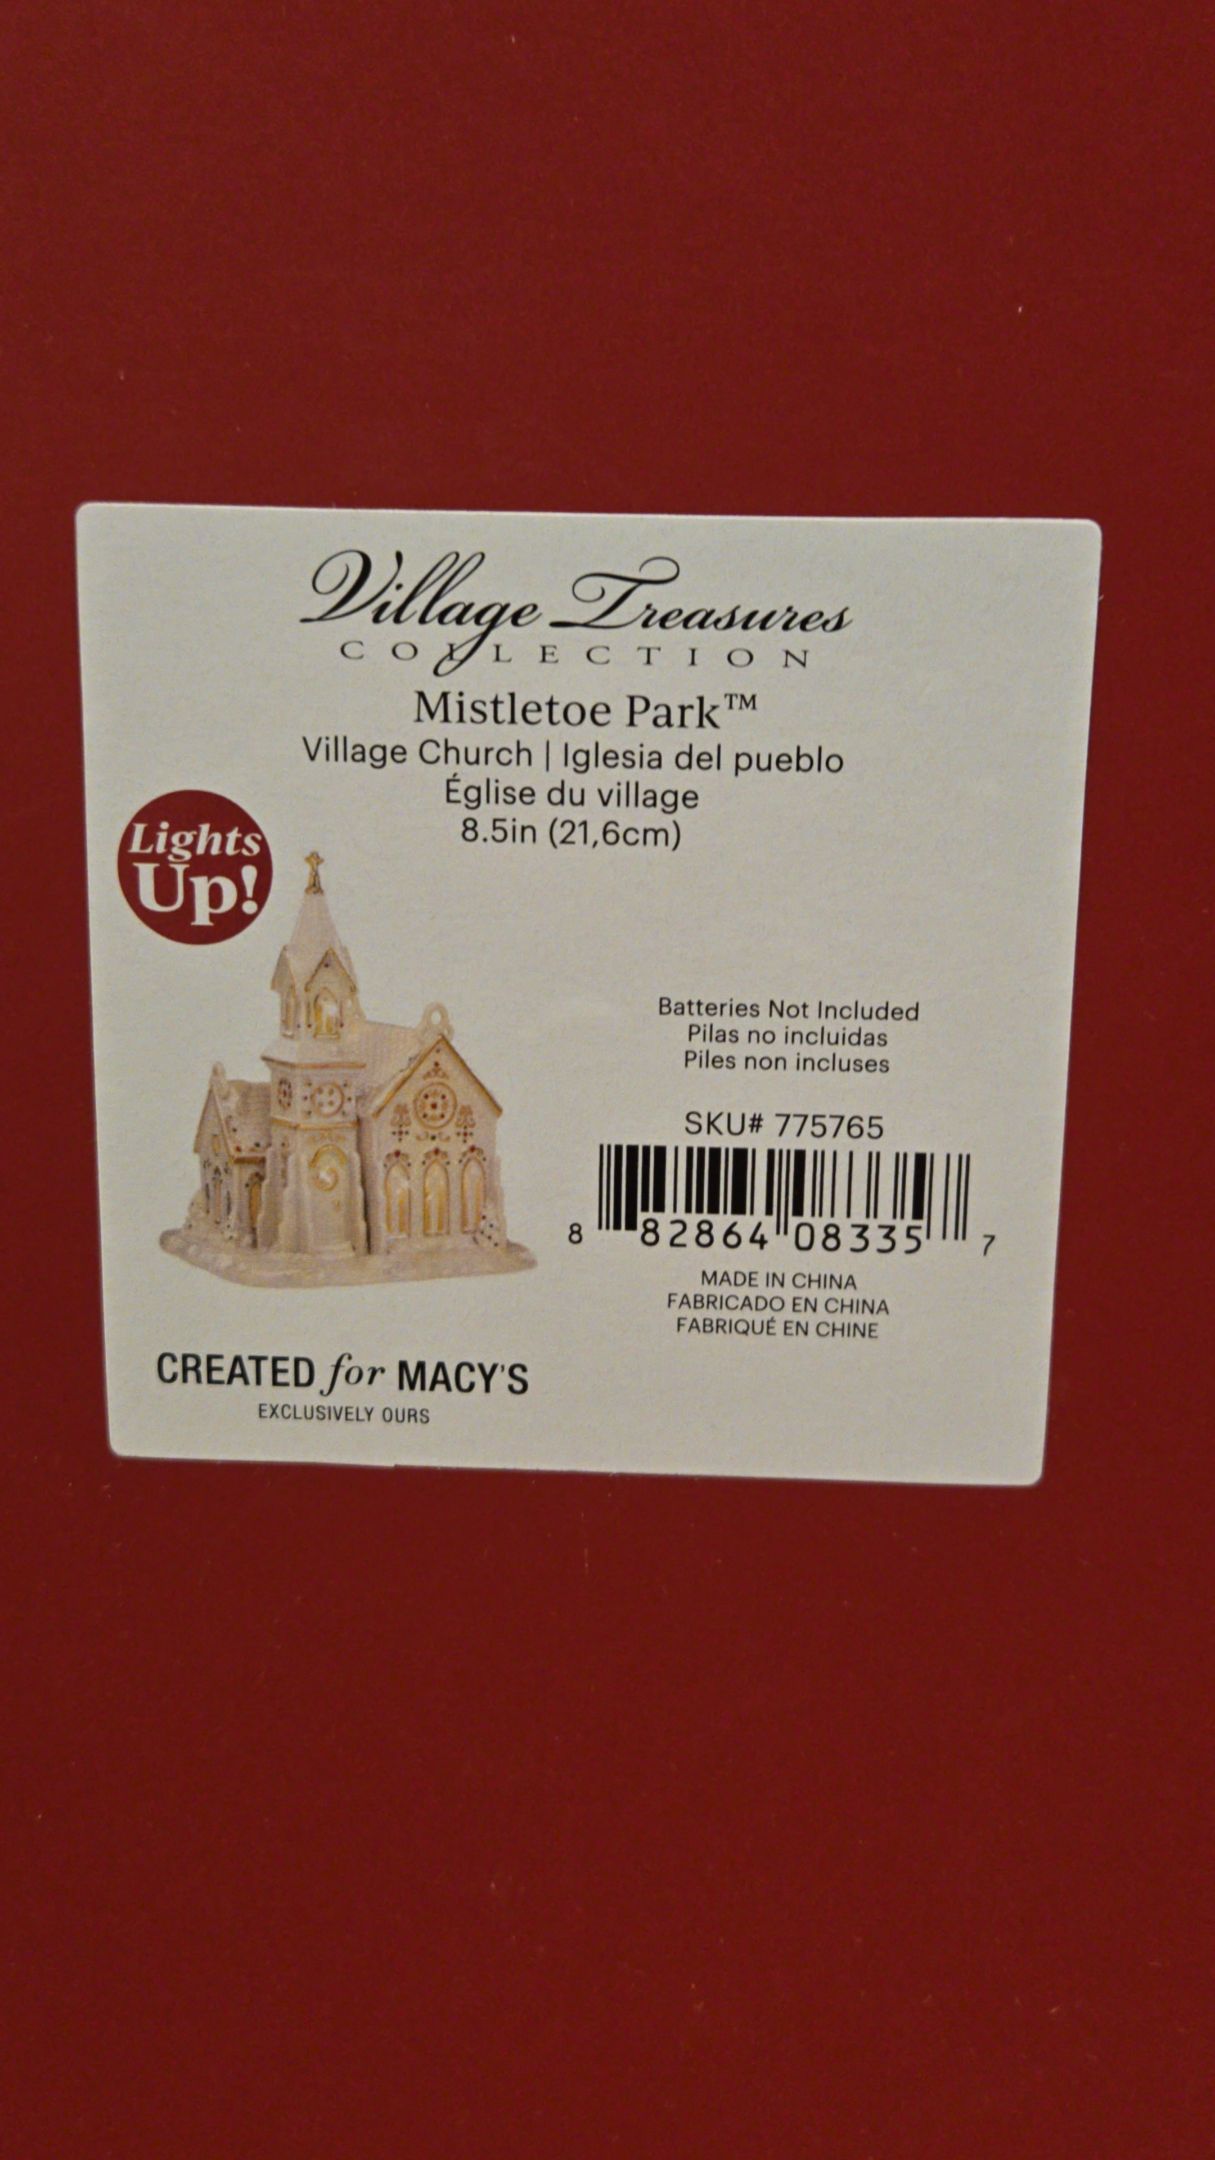 Village Treasures
COLLECTION
Mistletoe Park™
Village Church | Iglesia del pueblo
Église du village
8.5in (21,6cm)
Lights
Up!
Batteries Not Included
Pilas no incluidas
Piles non incluses
SKU# 775765
8 82864 08335 7
MADE IN CHINA
FABRICADO EN CHINA
FABRIQUÉ EN CHINE
CREATED for MACY'S
EXCLUSIVELY OURS